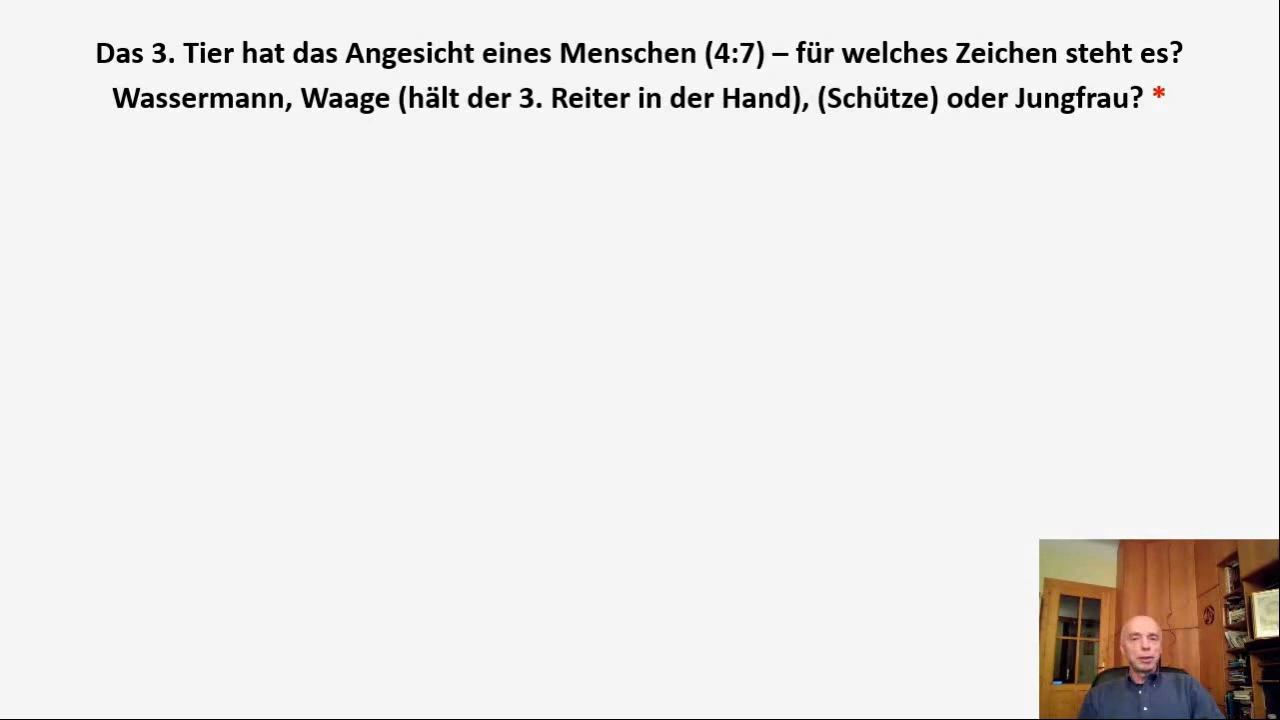 Das 3. Tier hat das Angesicht eines Menschen (4:7) – für welches Zeichen steht es?
Wassermann, Waage (hält der 3. Reiter in der Hand), (Schütze) oder Jungfrau? *